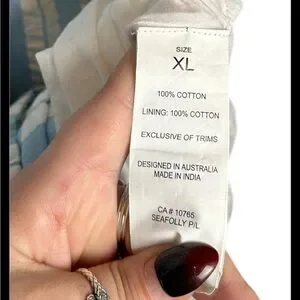 SIZE
XL
100% COTTON
LINING: 100% COTTON
EXCLUSIVE OF TRIMS
DESIGNED IN AUSTRALIA
MADE IN INDIA
CA # 10765
SEAFOLLY P/L